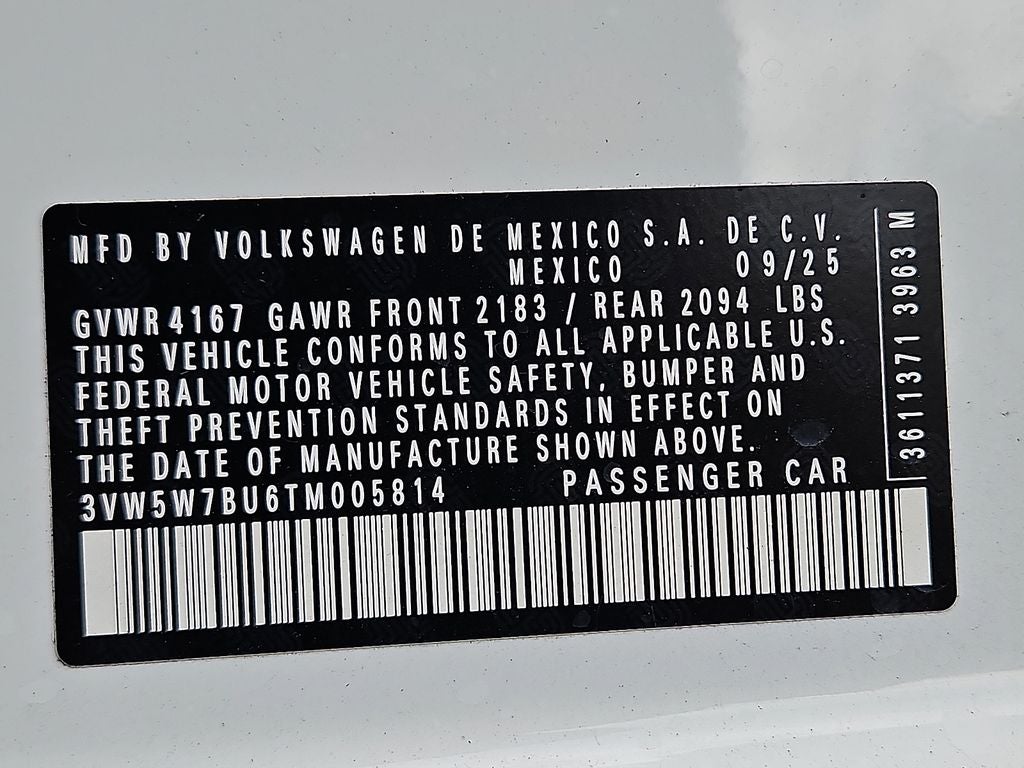 MFD BY VOLKSWAGEN DE MEXICO S.A. DE C.V.
MEXICO 09/25
GVWR 4167 GAWR FRONT 2183 / REAR 2094 LBS
THIS VEHICLE CONFORMS TO ALL APPLICABLE U.S.
FEDERAL MOTOR VEHICLE SAFETY, BUMPER AND
THEFT PREVENTION STANDARDS IN EFFECT ON
THE DATE OF MANUFACTURE SHOWN ABOVE.
3VW5W7BU6TM005814 PASSENGER CAR
3611371 3963 M